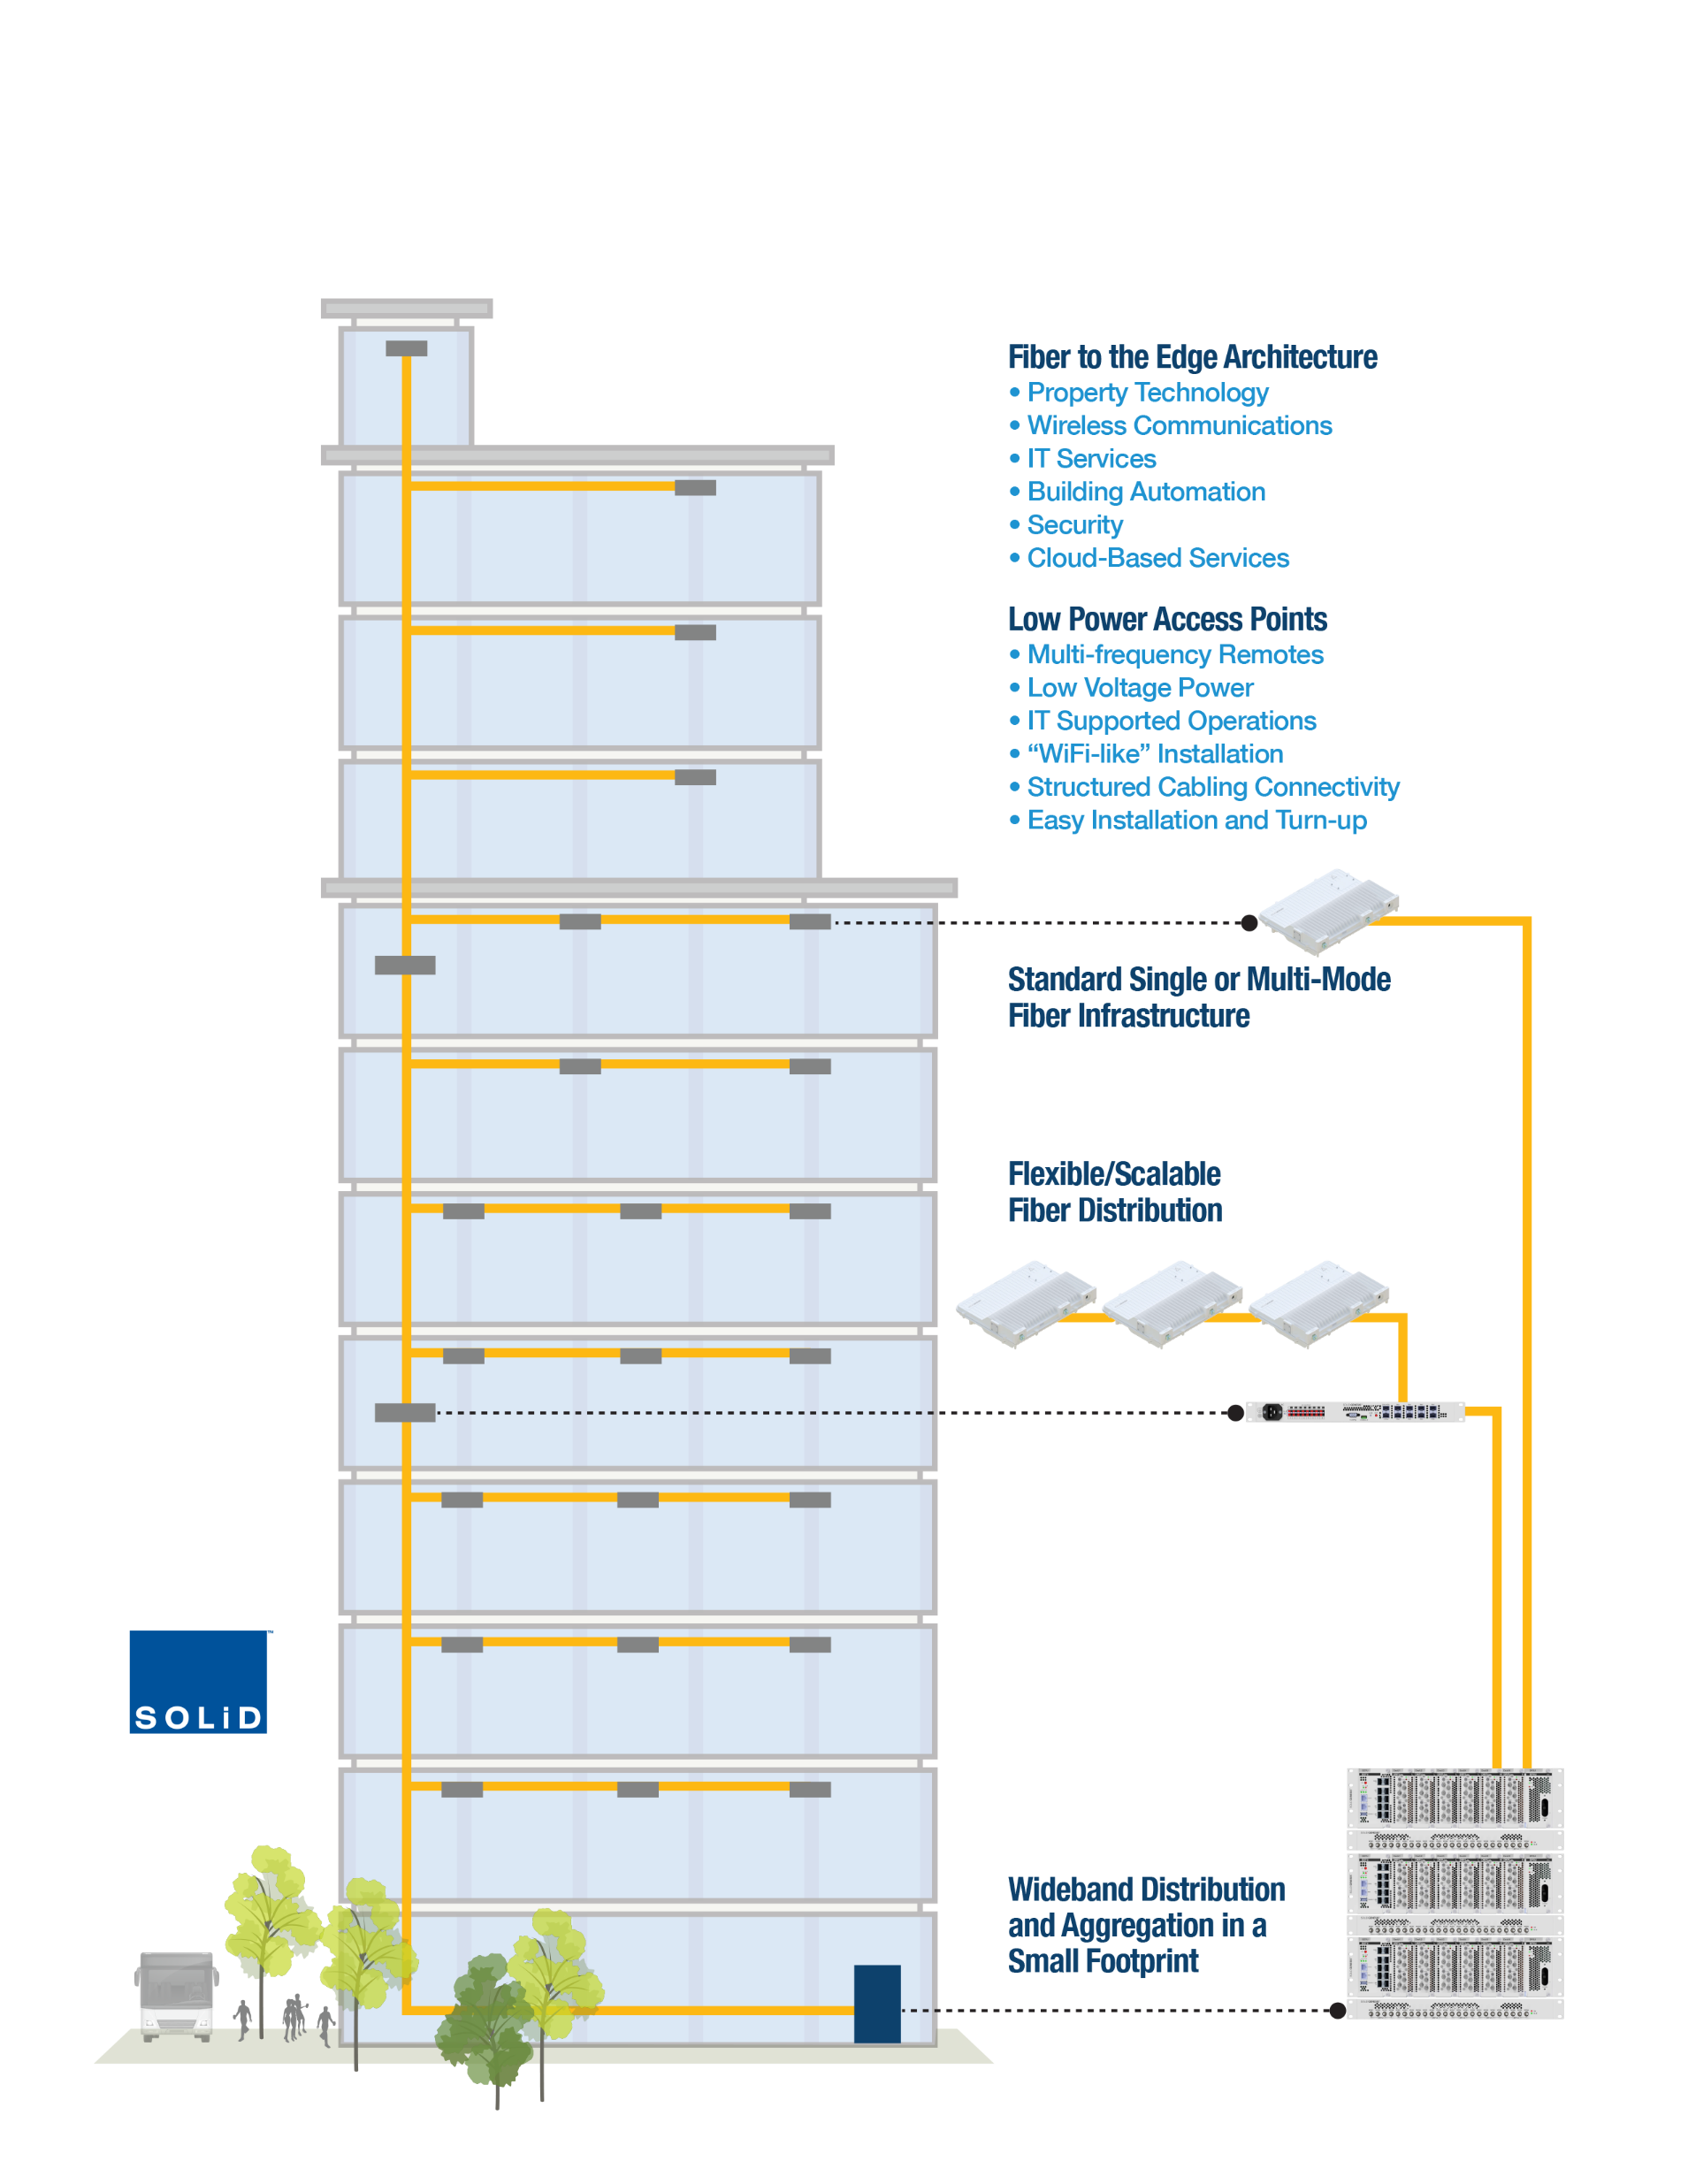 Fiber to the Edge Architecture
• Property Technology
• Wireless Communications
• IT Services
• Building Automation
• Security
• Cloud-Based Services
Low Power Access Points
• Multi-frequency Remotes
• Low Voltage Power
• IT Supported Operations
• “WiFi-like” Installation
• Structured Cabling Connectivity
• Easy Installation and Turn-up
Standard Single or Multi-Mode
Fiber Infrastructure
Flexible/Scalable
Fiber Distribution
SOLiD™
Wideband Distribution
and Aggregation in a
Small Footprint